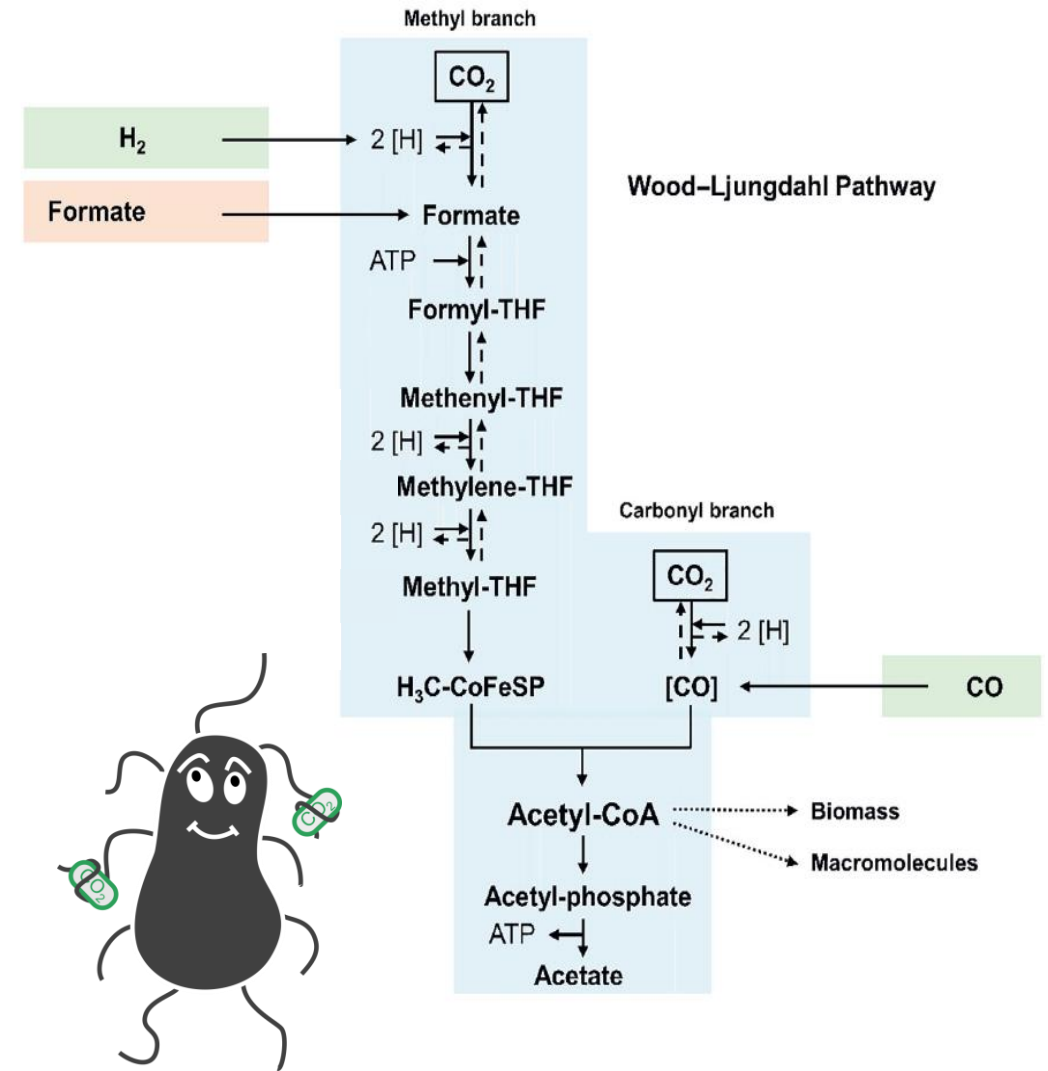 Methyl branch
CO₂
H₂
2 [H]
Wood–Ljungdahl Pathway
Formate
Formate
ATP
Formyl-THF
Methenyl-THF
2 [H]
Methylene-THF
Carbonyl branch
2 [H]
CO₂
Methyl-THF
2 [H]
H₃C-CoFeSP
[CO]
CO
CO₂
CO₂
Acetyl-CoA
Biomass
Macromolecules
Acetyl-phosphate
ATP
Acetate